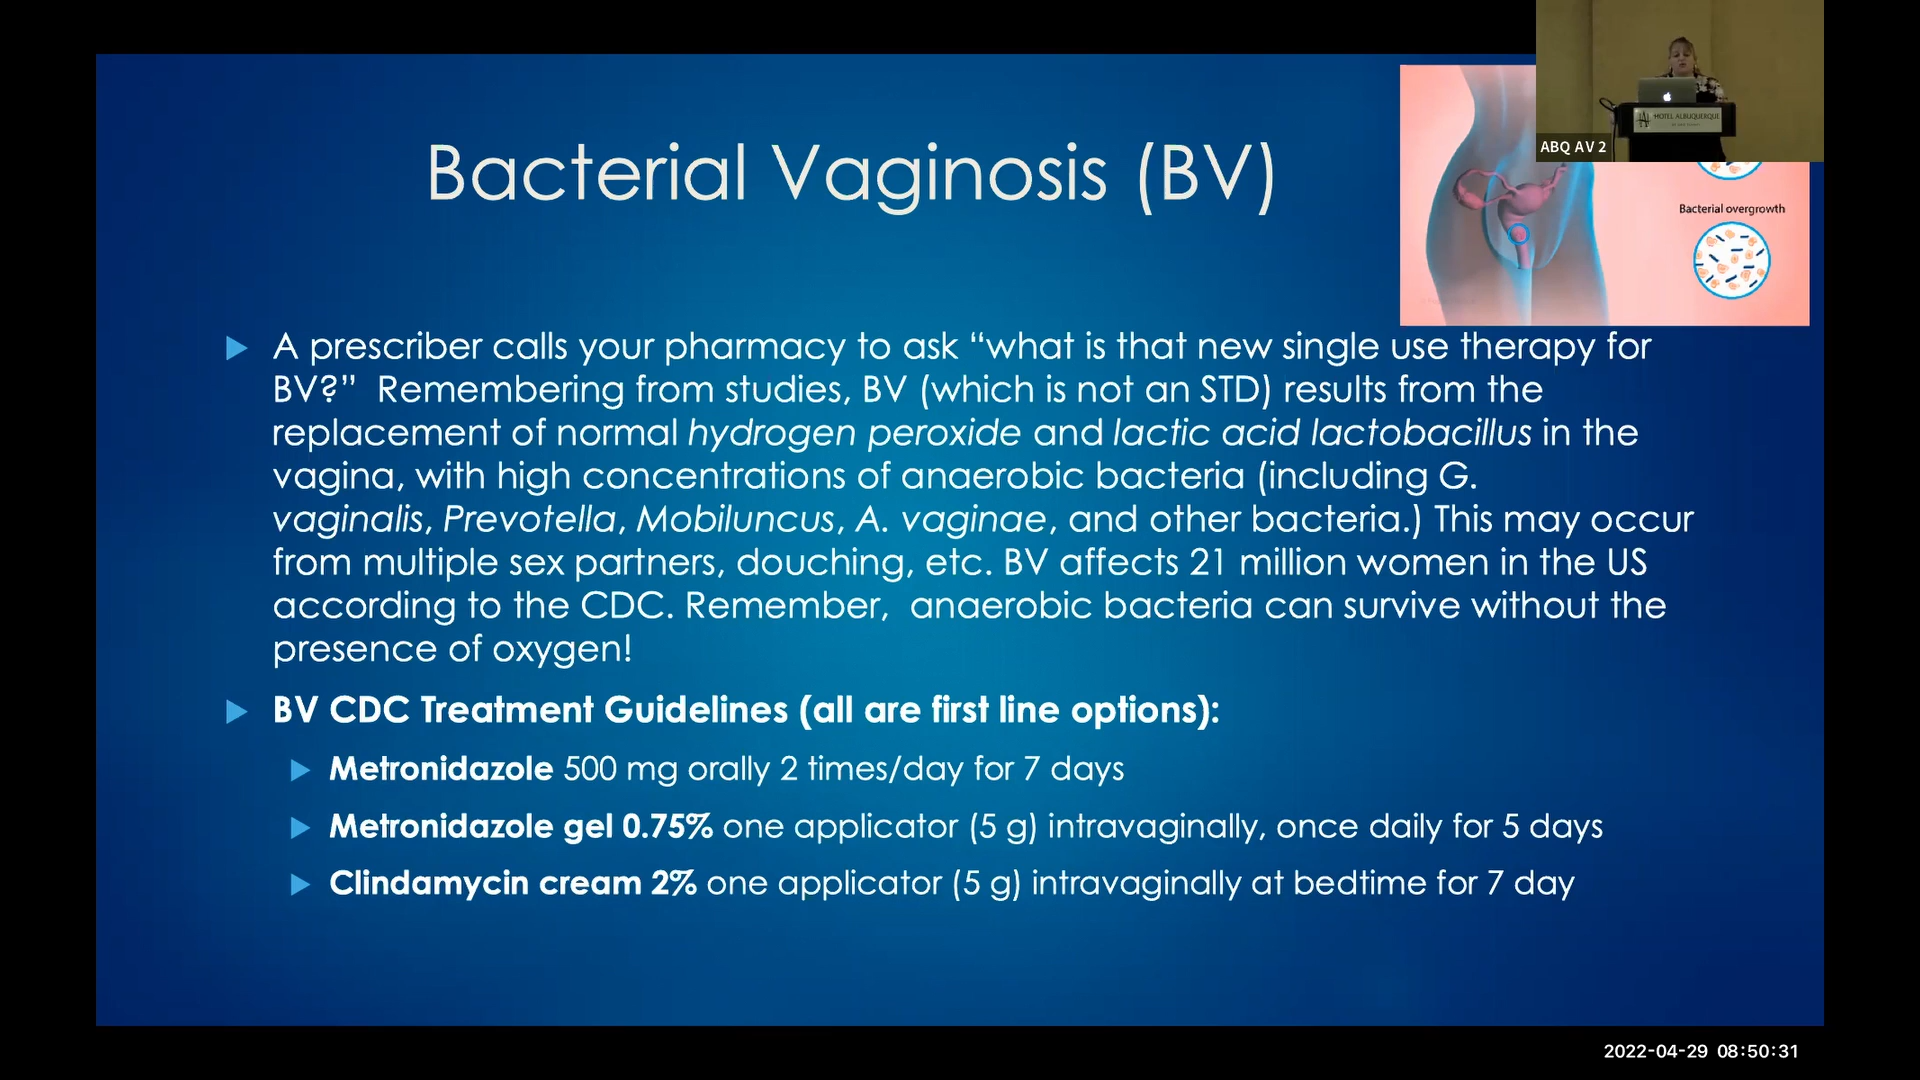 Bacterial Vaginosis (BV)
ABQ AV 2
HOTEL ALBUQUERQUE
Bacterial overgrowth
A prescriber calls your pharmacy to ask “what is that new single use therapy for
BV?”  Remembering from studies, BV (which is not an STD) results from the
replacement of normal hydrogen peroxide and lactic acid lactobacillus in the
vagina, with high concentrations of anaerobic bacteria (including G.
vaginalis, Prevotella, Mobiluncus, A. vaginae, and other bacteria.) This may occur
from multiple sex partners, douching, etc. BV affects 21 million women in the US
according to the CDC. Remember,  anaerobic bacteria can survive without the
presence of oxygen!
BV CDC Treatment Guidelines (all are first line options):
Metronidazole 500 mg orally 2 times/day for 7 days
Metronidazole gel 0.75% one applicator (5 g) intravaginally, once daily for 5 days
Clindamycin cream 2% one applicator (5 g) intravaginally at bedtime for 7 day
2022-04-29 08:50:31